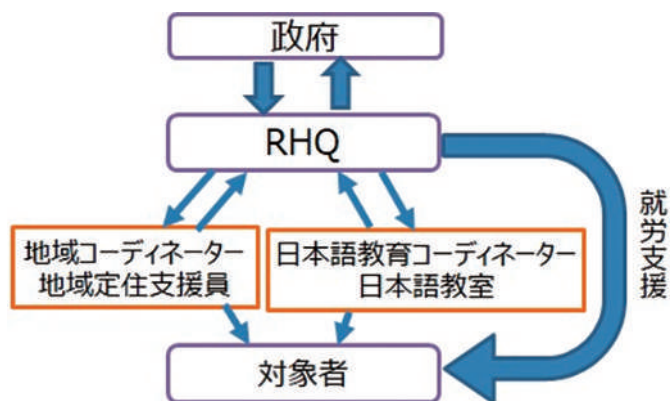 政府
RHQ
地域コーディネーター
地域定住支援員
日本語教育コーディネーター
日本語教室
就労支援
対象者